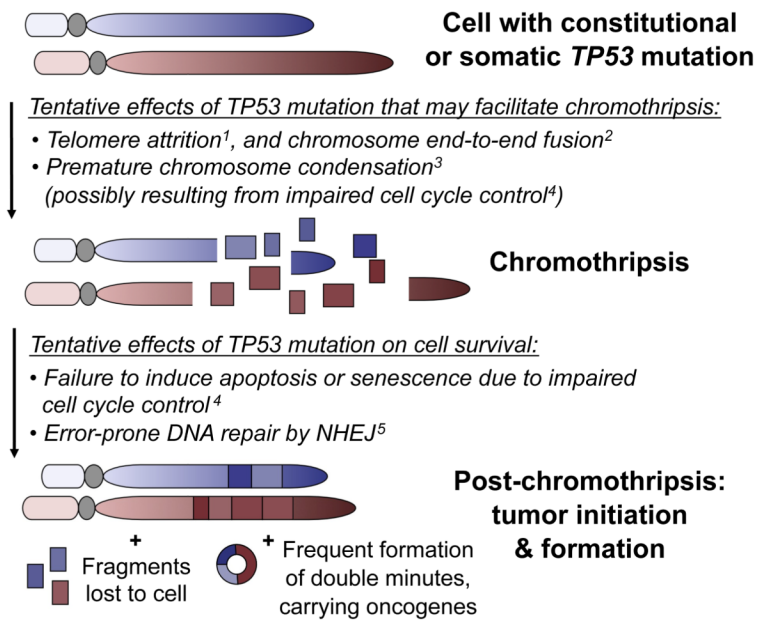 Cell with constitutional
or somatic TP53 mutation
Tentative effects of TP53 mutation that may facilitate chromothripsis:
• Telomere attrition¹, and chromosome end-to-end fusion²
• Premature chromosome condensation³
(possibly resulting from impaired cell cycle control⁴)
Chromothripsis
Tentative effects of TP53 mutation on cell survival:
• Failure to induce apoptosis or senescence due to impaired
cell cycle control⁴
• Error-prone DNA repair by NHEJ⁵
Post-chromothripsis:
tumor initiation
& formation
+
Fragments
lost to cell
+
Frequent formation
of double minutes,
carrying oncogenes